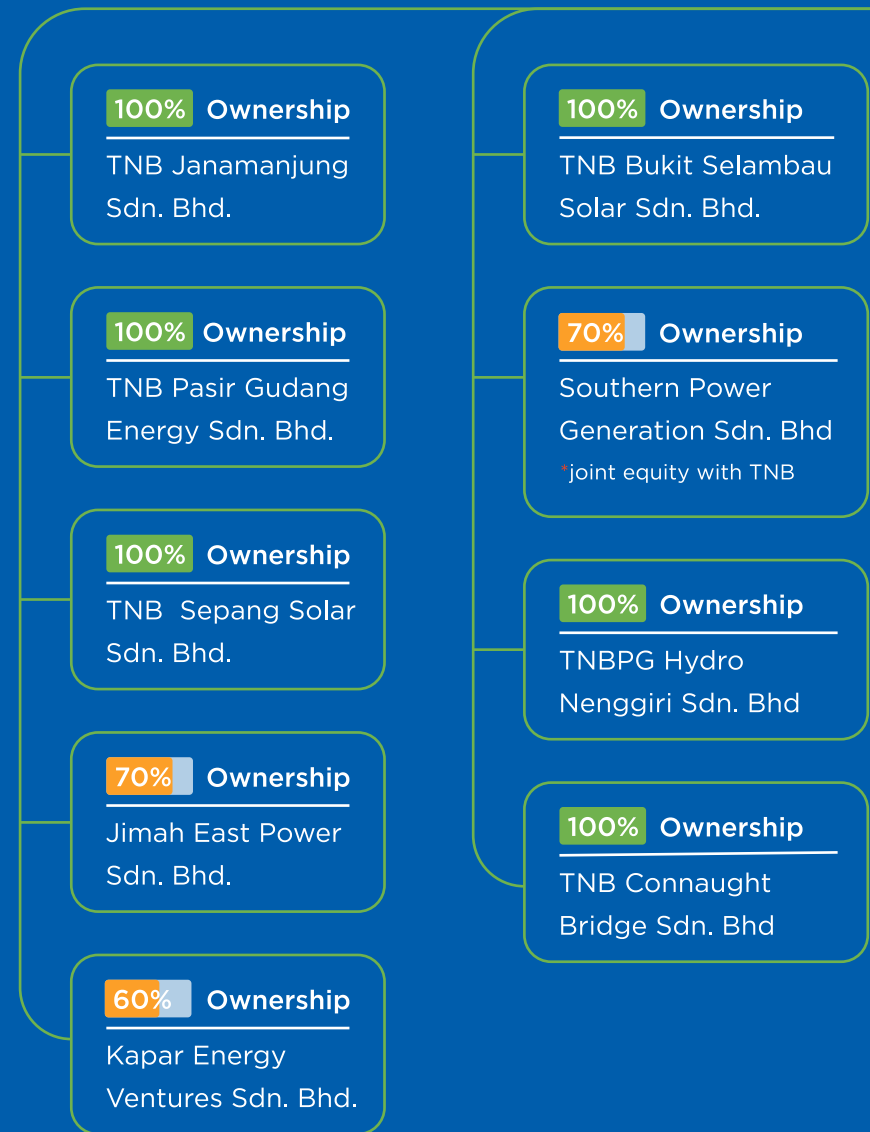 100% Ownership
TNB Janamanjung
Sdn. Bhd.
100% Ownership
TNB Pasir Gudang
Energy Sdn. Bhd.
100% Ownership
TNB Sepang Solar
Sdn. Bhd.
70% Ownership
Jimah East Power
Sdn. Bhd.
60% Ownership
Kapar Energy
Ventures Sdn. Bhd.
100% Ownership
TNB Bukit Selambau
Solar Sdn. Bhd.
70% Ownership
Southern Power
Generation Sdn. Bhd
*joint equity with TNB
100% Ownership
TNBPG Hydro
Nenggiri Sdn. Bhd
100% Ownership
TNB Connaught
Bridge Sdn. Bhd